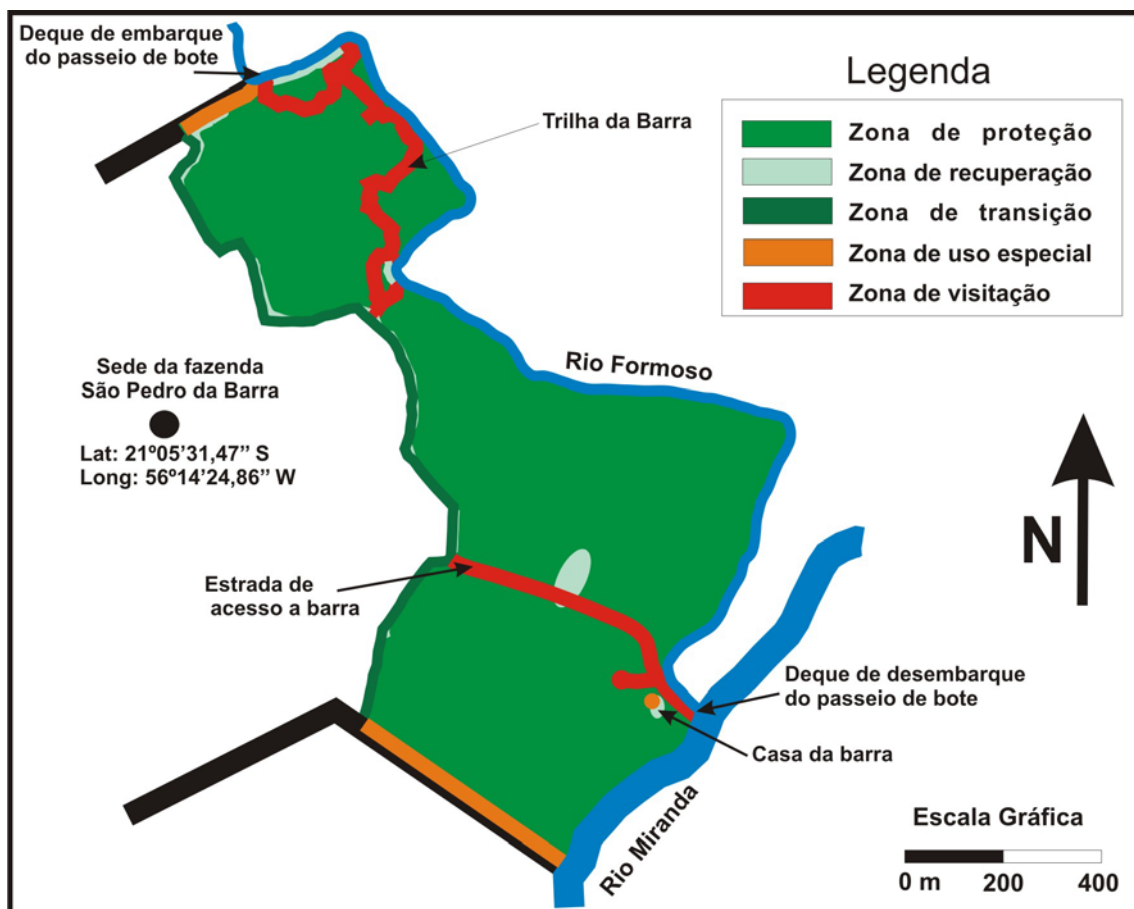 Deque de embarque
do passeio de bote
Legenda
Zona de proteção
Zona de recuperação
Zona de transição
Zona de uso especial
Zona de visitação
Trilha da Barra
Rio Formoso
Sede da fazenda
São Pedro da Barra
Lat: 21º05’31,47’’ S
Long: 56º14’24,86’’ W
N
Estrada de
acesso a barra
Deque de desembarque
do passeio de bote
Casa da barra
Rio Miranda
Escala Gráfica
0 m 200 400